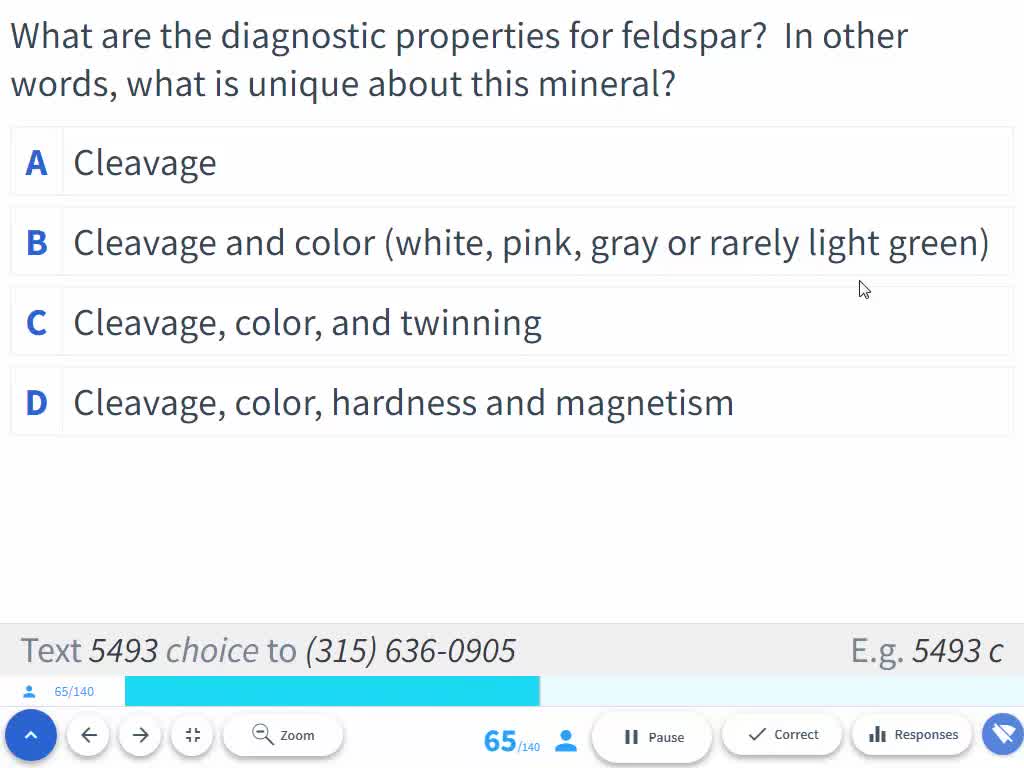 What are the diagnostic properties for feldspar?  In other
words, what is unique about this mineral?
A Cleavage
B Cleavage and color (white, pink, gray or rarely light green)
C Cleavage, color, and twinning
D Cleavage, color, hardness and magnetism
Text 5493 choice to (315) 636-0905 E.g. 5493 c
65/140
Zoom 65/140 Pause Correct Responses